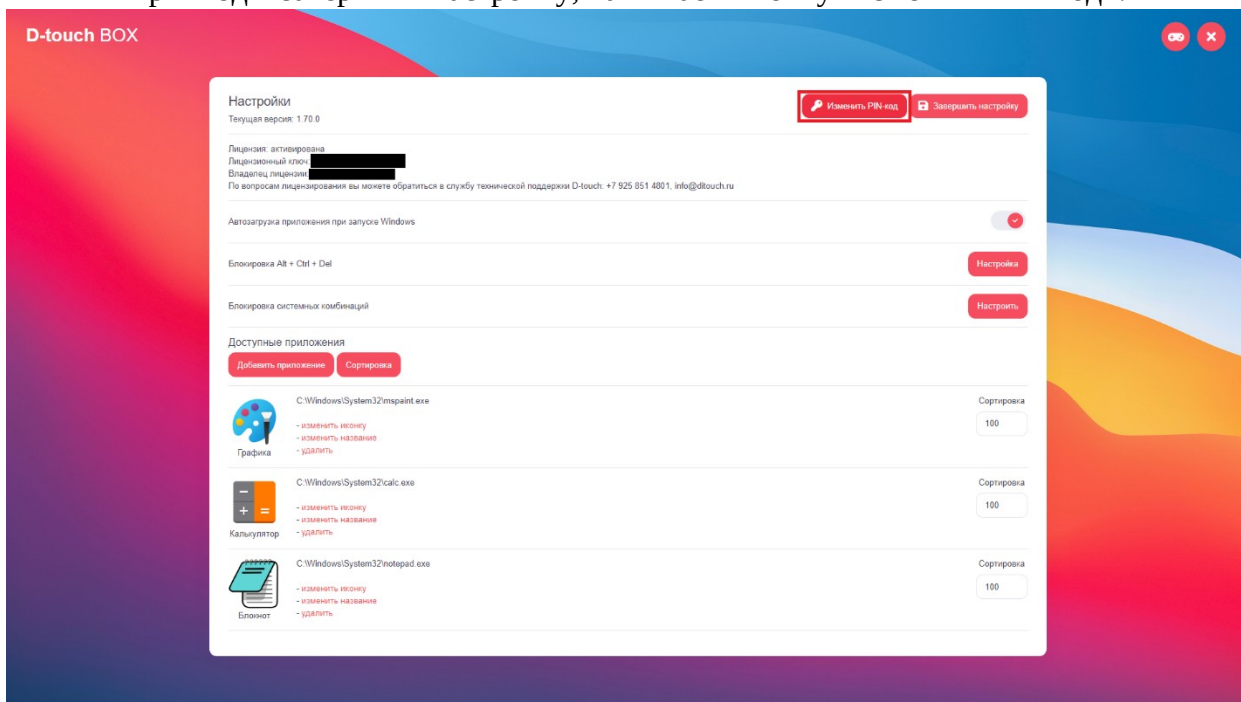 D-touch BOX
Настройки
Изменить PIN-код
Завершить настройку
Текущая версия: 1.70.0
Лицензия: активирована
Лицензионный ключ:
Владелец лицензии:
По вопросам лицензирования вы можете обратиться в службу технической поддержки D-touch: +7 925 851 4801, info@ditouch.ru
Автозагрузка приложения при запуске Windows
Блокировка Alt + Ctrl + Del
Настройка
Блокировка системных комбинаций
Настроить
Доступные приложения
Добавить приложение
Сортировка
C:\Windows\System32\mspaint.exe
Сортировка
- изменить иконку
100
- изменить название
- удалить
Графика
C:\Windows\System32\calc.exe
Сортировка
- изменить иконку
100
- изменить название
- удалить
Калькулятор
C:\Windows\System32\notepad.exe
Сортировка
- изменить иконку
100
- изменить название
- удалить
Блокнот